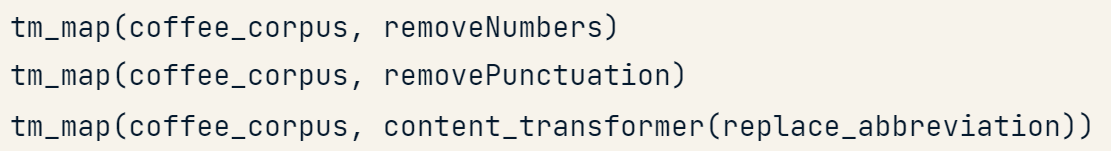 tm_map(coffee_corpus, removeNumbers)
tm_map(coffee_corpus, removePunctuation)
tm_map(coffee_corpus, content_transformer(replace_abbreviation))